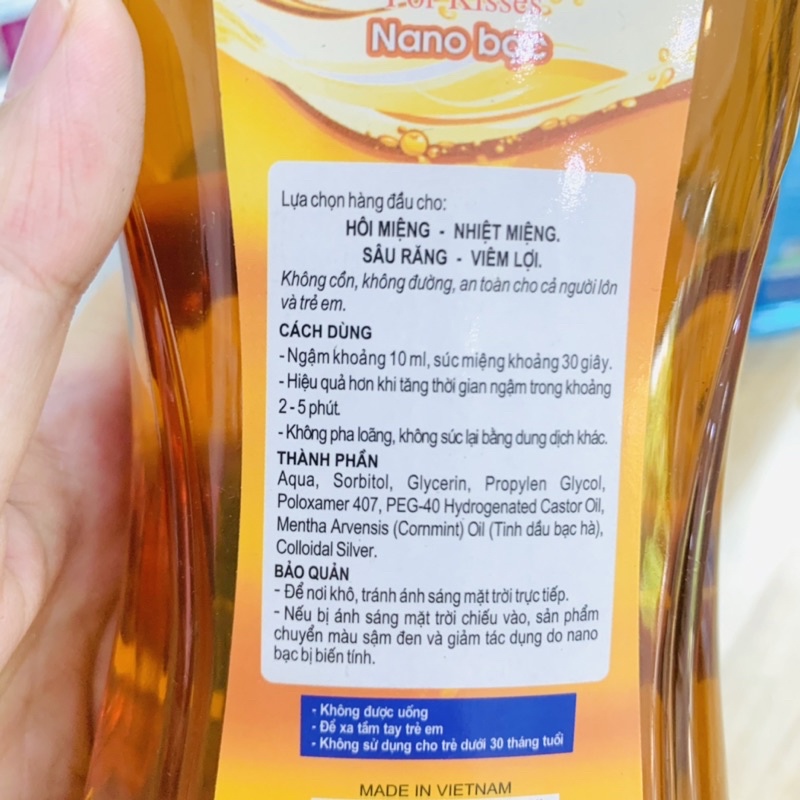 For Kisses
Nano bạc
Lựa chọn hàng đầu cho:
HÔI MIỆNG - NHIỆT MIỆNG.
SÂU RĂNG - VIÊM LỢI.
Không cồn, không đường, an toàn cho cả người lớn
và trẻ em.
CÁCH DÙNG
- Ngậm khoảng 10 ml, súc miệng khoảng 30 giây.
- Hiệu quả hơn khi tăng thời gian ngậm trong khoảng
2 - 5 phút.
- Không pha loãng, không súc lại bằng dung dịch khác.
THÀNH PHẦN
Aqua, Sorbitol, Glycerin, Propylen Glycol,
Poloxamer 407, PEG-40 Hydrogenated Castor Oil,
Mentha Arvensis (Cornmint) Oil (Tinh dầu bạc hà),
Colloidal Silver.
BẢO QUẢN
- Để nơi khô, tránh ánh sáng mặt trời trực tiếp.
- Nếu bị ánh sáng mặt trời chiếu vào, sản phẩm
chuyển màu sậm đen và giảm tác dụng do nano
bạc bị biến tính.
- Không được uống
- Để xa tầm tay trẻ em
- Không sử dụng cho trẻ dưới 30 tháng tuổi
MADE IN VIETNAM